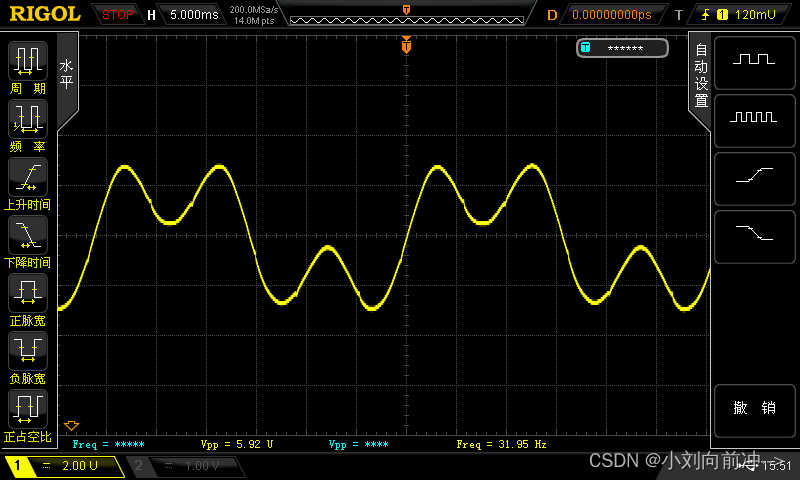 RIGOL STOP H 5.000ms 200.0MSa/s 14.0M pts D 0.00000000ps T 1 120mU
T
T ******
水平
自动设置
周 期
频 率
上升时间
下降时间
正脉宽
负脉宽
正占空比
撤 销
Freq = ***** Vpp = 5.92 U Vpp = **** Freq = 31.95 Hz
1 2.00 U 2 1.00 V
CSDN @小刘向前冲--> 15:51